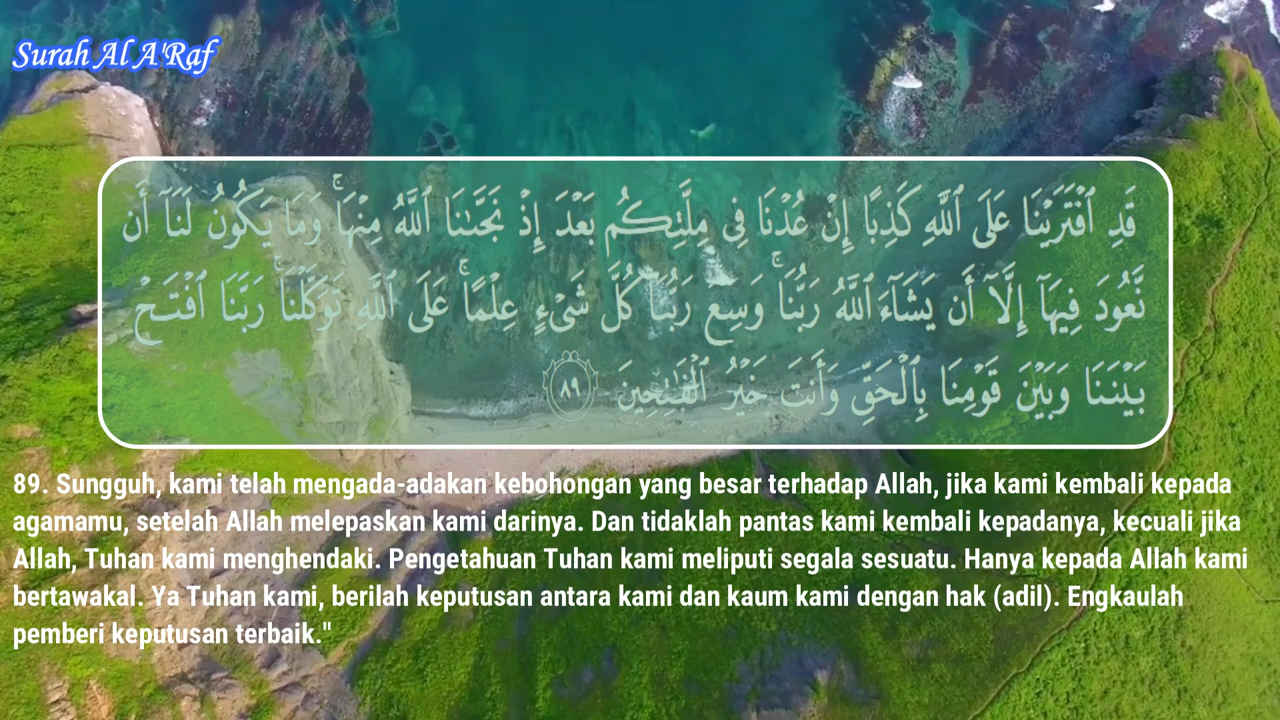 Surah Al A'Raf
قَدِ ٱفْتَرَيْنَا عَلَى ٱللَّهِ كَذِبًا إِنْ عُدْنَا فِى مِلَّتِكُم بَعْدَ إِذْ نَجَّىٰنَا ٱللَّهُ مِنْهَا ۚ وَمَا يَكُونُ لَنَآ أَن
نَّعُودَ فِيهَآ إِلَّآ أَن يَشَآءَ ٱللَّهُ رَبُّنَا ۚ وَسِعَ رَبُّنَا كُلَّ شَىْءٍ عِلْمًا ۚ عَلَى ٱللَّهِ تَوَكَّلْنَا ۚ رَبَّنَا ٱفْتَحْ
بَيْنَنَا وَبَيْنَ قَوْمِنَا بِٱلْحَقِّ وَأَنتَ خَيْرُ ٱلْفَٰتِحِينَ ٨٩
89. Sungguh, kami telah mengada-adakan kebohongan yang besar terhadap Allah, jika kami kembali kepada
agamamu, setelah Allah melepaskan kami darinya. Dan tidaklah pantas kami kembali kepadanya, kecuali jika
Allah, Tuhan kami menghendaki. Pengetahuan Tuhan kami meliputi segala sesuatu. Hanya kepada Allah kami
bertawakal. Ya Tuhan kami, berilah keputusan antara kami dan kaum kami dengan hak (adil). Engkaulah
pemberi keputusan terbaik."